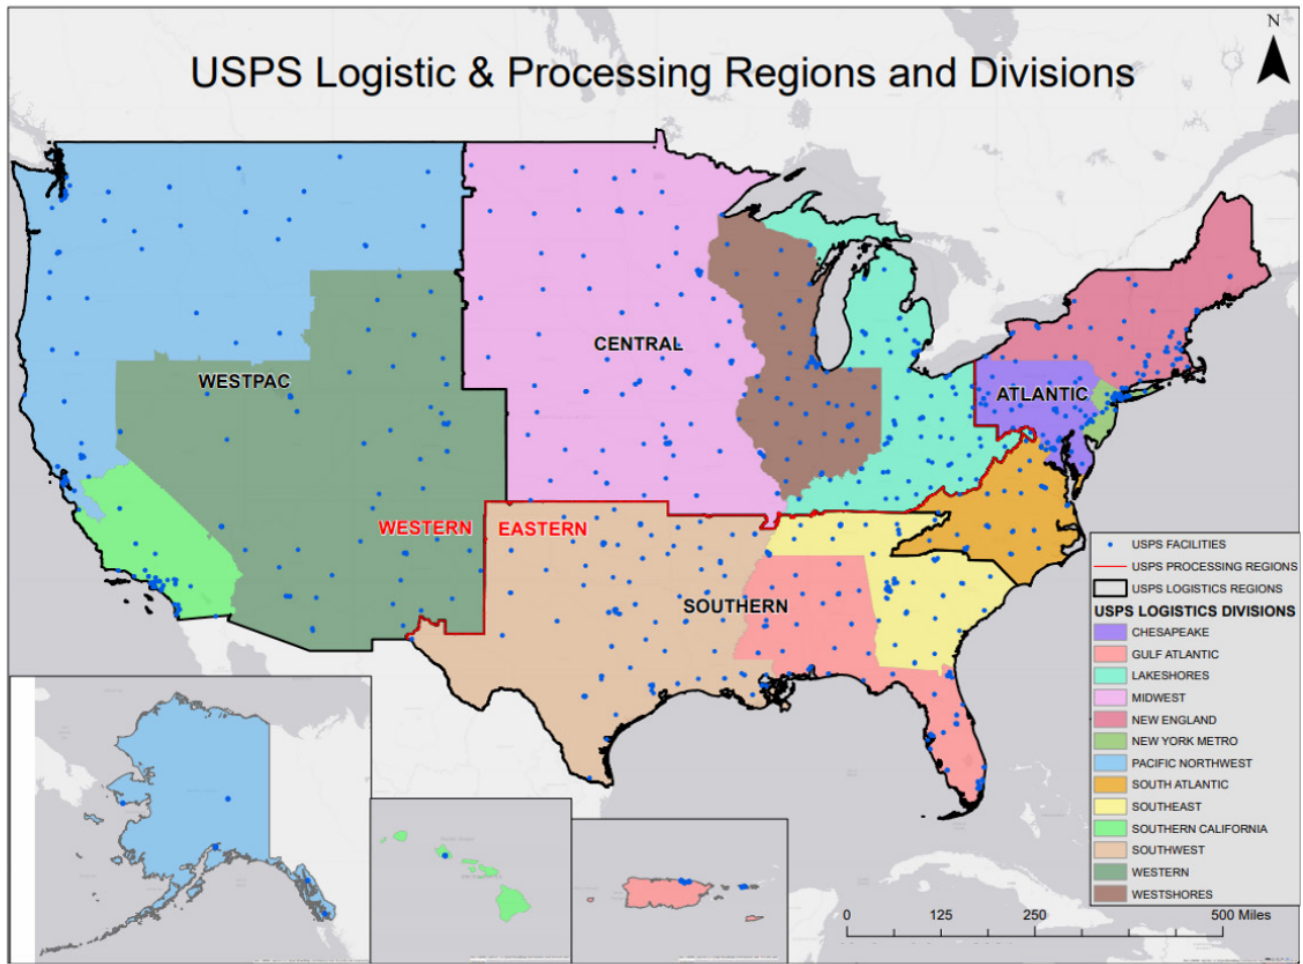 N
USPS Logistic & Processing Regions and Divisions
CENTRAL
WESTPAC
ATLANTIC
WESTERN
EASTERN
SOUTHERN
USPS FACILITIES
USPS PROCESSING REGIONS
USPS LOGISTICS REGIONS
USPS LOGISTICS DIVISIONS
CHESAPEAKE
GULF ATLANTIC
LAKESHORES
MIDWEST
NEW ENGLAND
NEW YORK METRO
PACIFIC NORTHWEST
SOUTH ATLANTIC
SOUTHEAST
SOUTHERN CALIFORNIA
SOUTHWEST
WESTERN
WESTSHORES
0 125 250 500 Miles